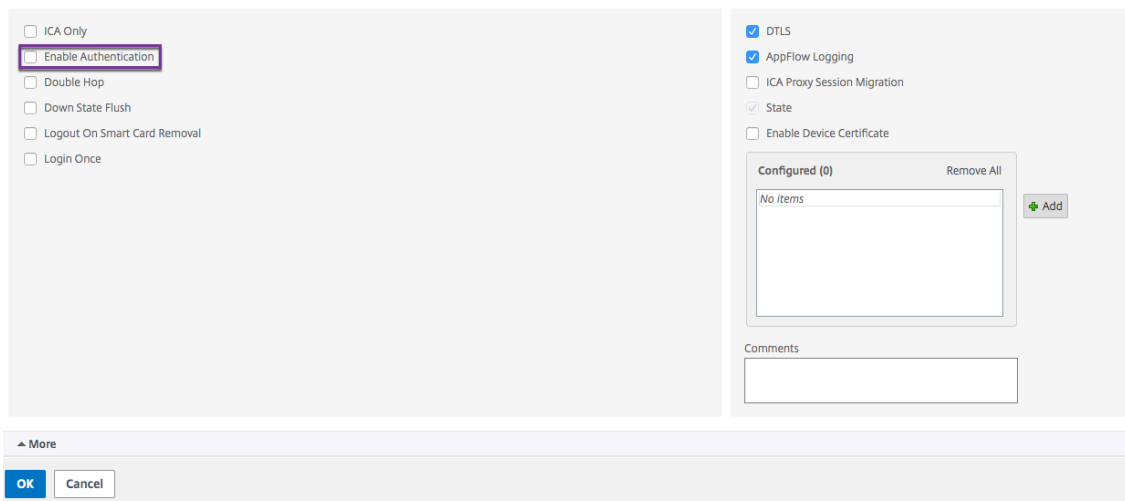 ICA Only
Enable Authentication
Double Hop
Down State Flush
Logout On Smart Card Removal
Login Once
DTLS
AppFlow Logging
ICA Proxy Session Migration
State
Enable Device Certificate
Configured (0) Remove All
No items
Add
Comments
More
OK Cancel